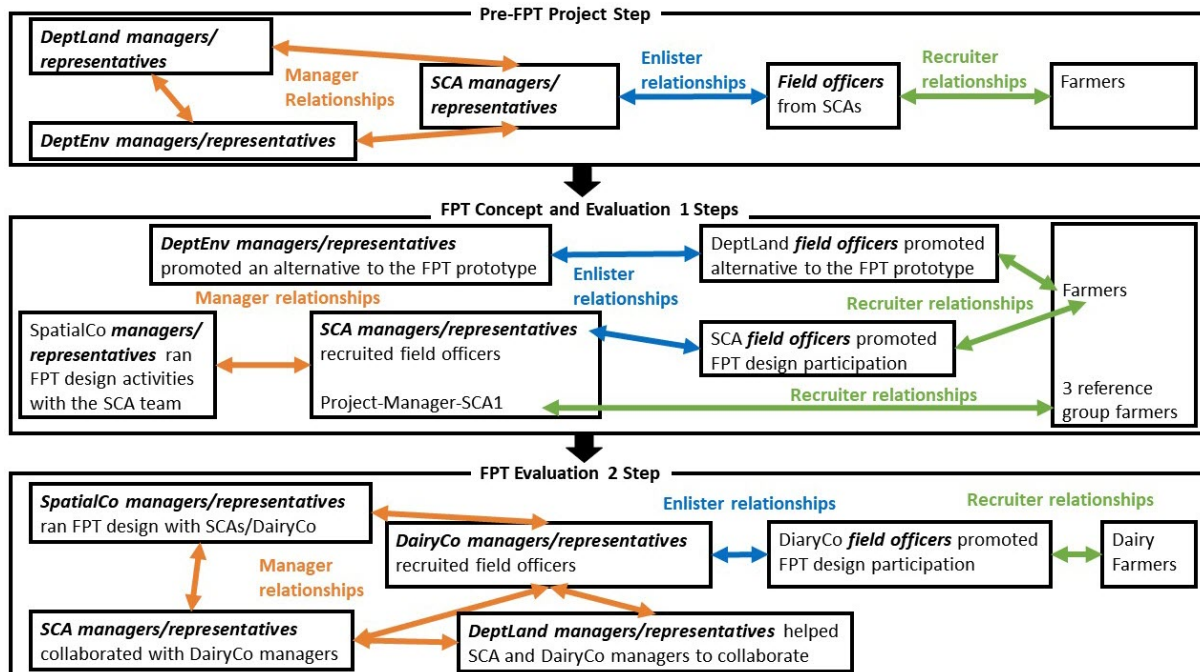 Pre-FPT Project Step
DeptLand managers/
representatives
Manager
Relationships
DeptEnv managers/representatives
SCA managers/
representatives
Enlister
relationships
Field officers
from SCAs
Recruiter
relationships
Farmers
FPT Concept and Evaluation 1 Steps
DeptEnv managers/representatives
promoted an alternative to the FPT prototype
Enlister
relationships
DeptLand field officers promoted
alternative to the FPT prototype
Manager relationships
Recruiter relationships
Farmers
SpatialCo managers/
representatives ran
FPT design activities
with the SCA team
SCA managers/representatives
recruited field officers
Project-Manager-SCA1
SCA field officers promoted
FPT design participation
Recruiter relationships
3 reference
group farmers
FPT Evaluation 2 Step
SpatialCo managers/representatives
ran FPT design with SCAs/DairyCo
Manager
relationships
SCA managers/representatives
collaborated with DairyCo managers
DairyCo managers/representatives
recruited field officers
DeptLand managers/representatives helped
SCA and DairyCo managers to collaborate
Enlister relationships
DiaryCo field officers promoted
FPT design participation
Recruiter relationships
Dairy
Farmers